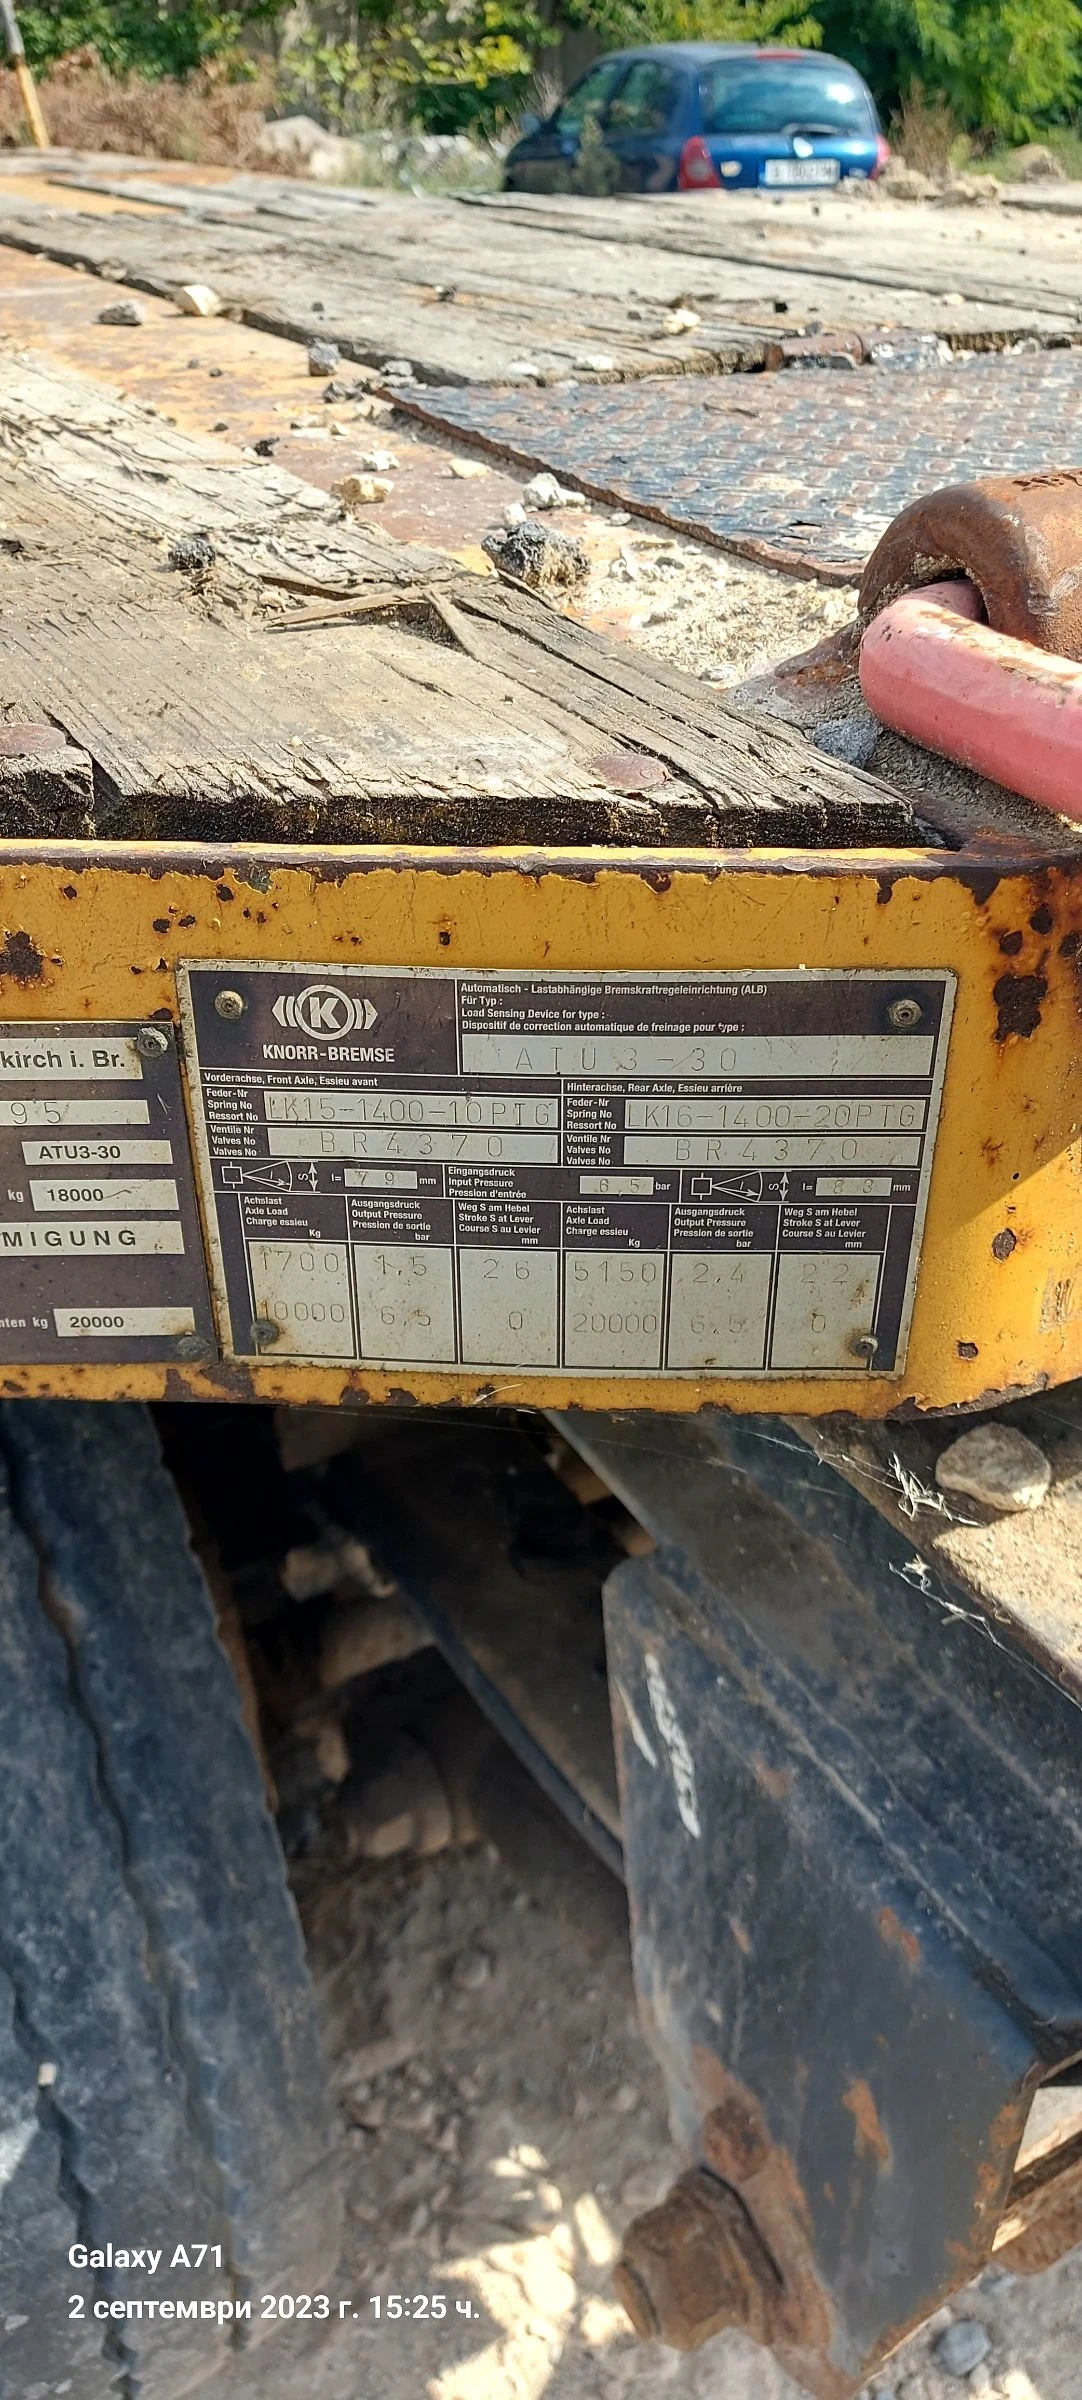 kirch i. Br.
95
ATU3-30
kg 18000
MIGUNG
nten kg 20000
KNORR-BREMSE
Automatisch - Lastabhängige Bremskraftregeleinrichtung (ALB)
Für Typ :
Load Sensing Device for type :
Dispositif de correction automatique de freinage pour type :
ATU3-30
Vorderachse, Front Axle, Essieu avant
Feder-Nr
Spring No
Ressort No
LK15-1400-10PTG
Ventile Nr
Valves No
Valves No
BR4370
Hinterachse, Rear Axle, Essieu arrière
Feder-Nr
Spring No
Ressort No
LK16-1400-20PTG
Ventile Nr
Valves No
Valves No
BR4370
S l= 79 mm
Eingangsdruck
Input Pressure
Pression d'entrée
6,5 bar
S l= 83 mm
Achslast
Axle Load
Charge essieu
Kg
Ausgangsdruck
Output Pressure
Pression de sortie
bar
Weg S am Hebel
Stroke S at Lever
Course S au Levier
mm
Achslast
Axle Load
Charge essieu
Kg
Ausgangsdruck
Output Pressure
Pression de sortie
bar
Weg S am Hebel
Stroke S at Lever
Course S au Levier
mm
1700 1,5 26 5150 2,4 22
10000 6,5 0 20000 6,5 0
Galaxy A71
2 септември 2023 г. 15:25 ч.